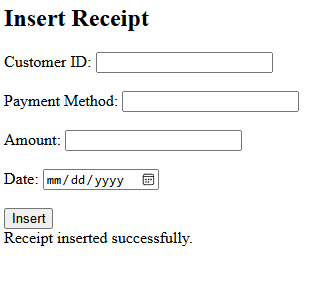 Insert Receipt
Customer ID:
Payment Method:
Amount:
Date: mm/dd/yyyy
Insert
Receipt inserted successfully.